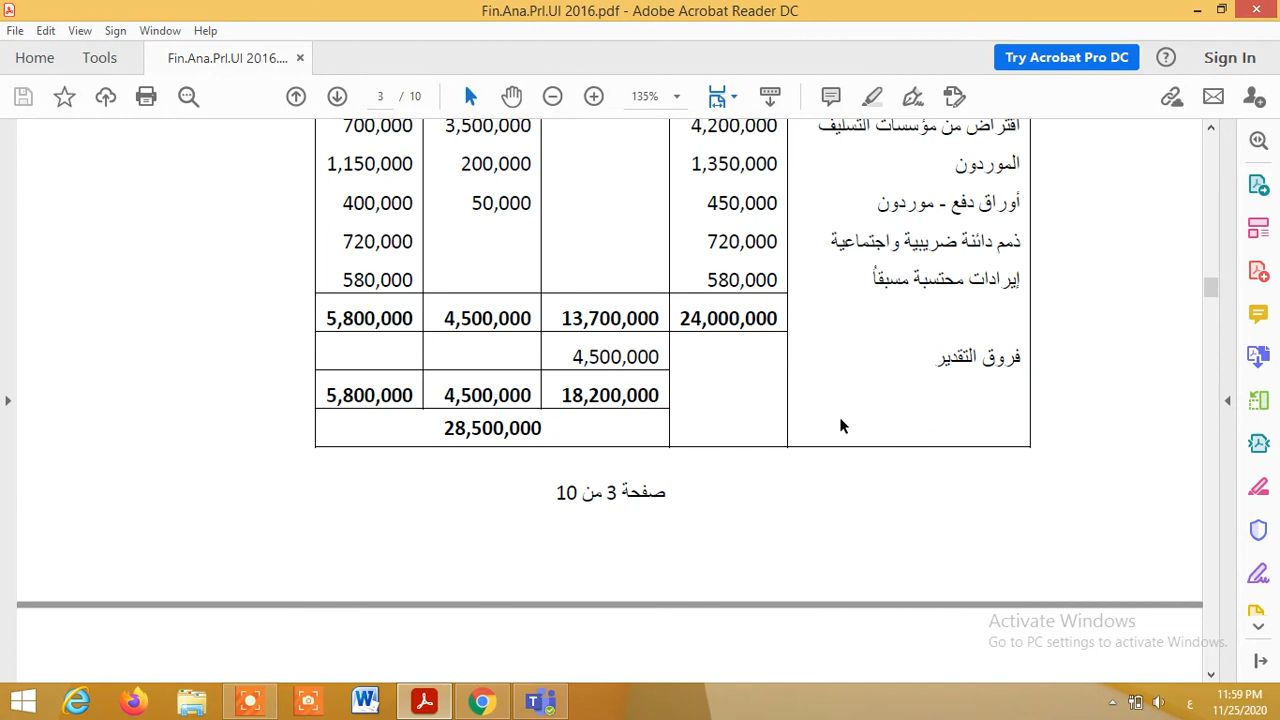 Fin.Ana.Prl.UI 2016.pdf - Adobe Acrobat Reader DC
File Edit View Sign Window Help
Home Tools Fin.Ana.Prl.UI 2016.... × Try Acrobat Pro DC Sign In
3 / 10 135%
اقتراض من مؤسسات التسليف 4,200,000 3,500,000 700,000
الموردون 1,350,000 200,000 1,150,000
أوراق دفع - موردون 450,000 50,000 400,000
ذمم دائنة ضريبية واجتماعية 720,000 720,000
إيرادات محتسبة مسبقاً 580,000 580,000
24,000,000 13,700,000 4,500,000 5,800,000
فروق التقدير 4,500,000
18,200,000 4,500,000 5,800,000
28,500,000
صفحة 3 من 10
Activate Windows
Go to PC settings to activate Windows.
11:59 PM
11/25/2020
ع